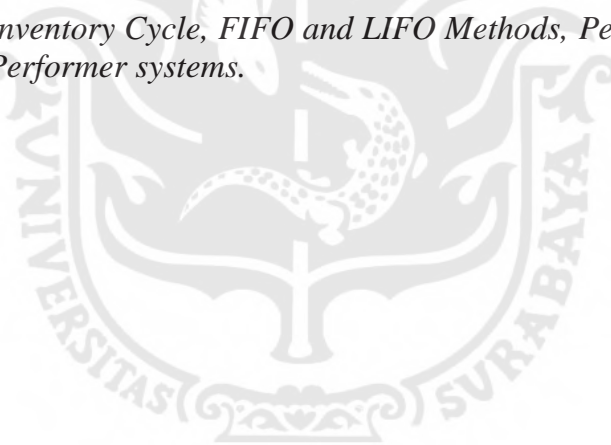 nventory Cycle, FIFO and LIFO Methods, Pe
Performer systems.
UNIVERSITAS SURABAYA